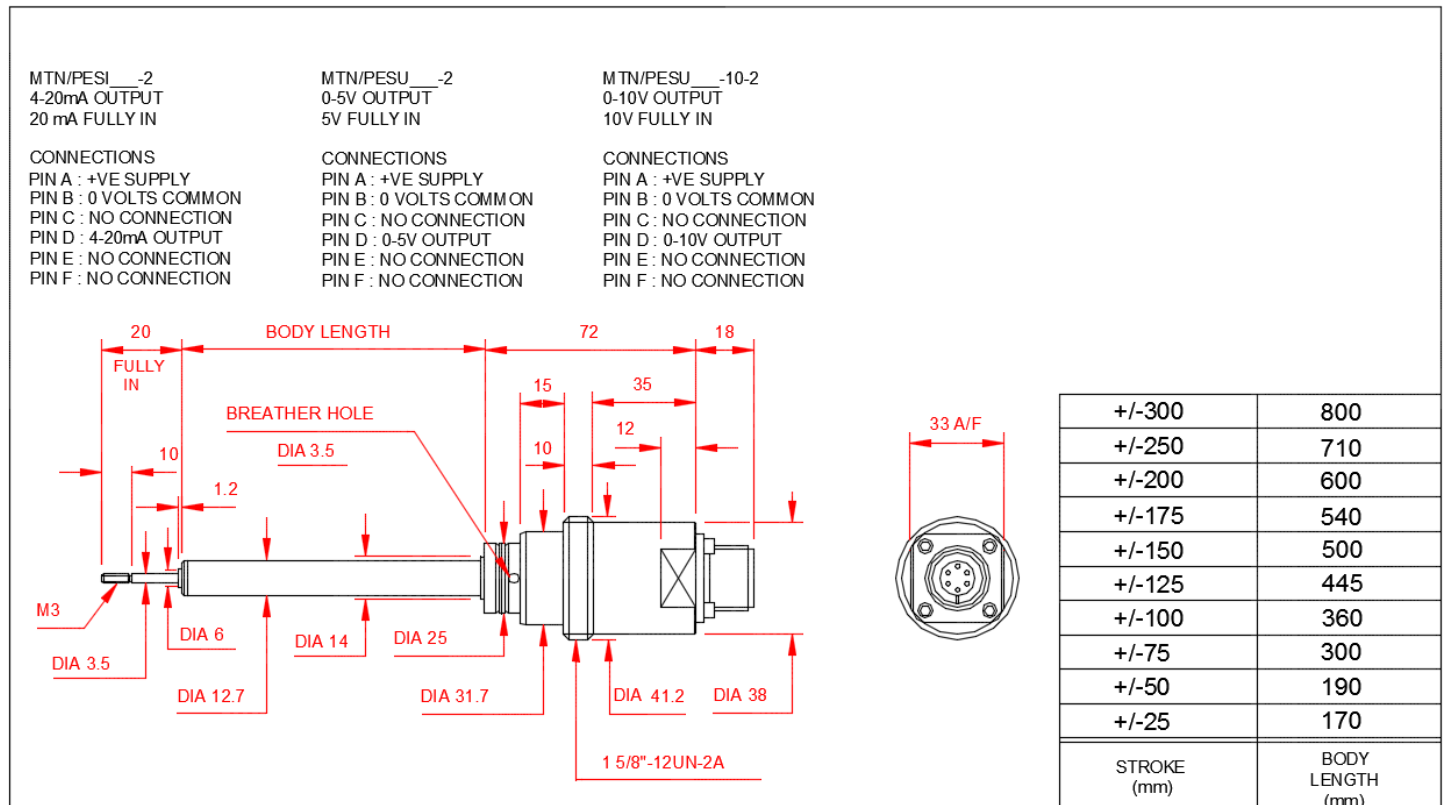 MTN/PESI___-2
4-20mA OUTPUT
20 mA FULLY IN
CONNECTIONS
PIN A : +VE SUPPLY
PIN B : 0 VOLTS COMMON
PIN C : NO CONNECTION
PIN D : 4-20mA OUTPUT
PIN E : NO CONNECTION
PIN F : NO CONNECTION
MTN/PESU___-2
0-5V OUTPUT
5V FULLY IN
CONNECTIONS
PIN A : +VE SUPPLY
PIN B : 0 VOLTS COMMON
PIN C : NO CONNECTION
PIN D : 0-5V OUTPUT
PIN E : NO CONNECTION
PIN F : NO CONNECTION
MTN/PESU___-10-2
0-10V OUTPUT
10V FULLY IN
CONNECTIONS
PIN A : +VE SUPPLY
PIN B : 0 VOLTS COMMON
PIN C : NO CONNECTION
PIN D : 0-10V OUTPUT
PIN E : NO CONNECTION
PIN F : NO CONNECTION
20
FULLY
IN
BODY LENGTH
72
18
15
35
BREATHER HOLE
DIA 3.5
12
10
10
1.2
M3
DIA 3.5
DIA 6
DIA 12.7
DIA 14
DIA 25
DIA 31.7
DIA 41.2
DIA 38
1 5/8"-12UN-2A
33 A/F
+/-300 800
+/-250 710
+/-200 600
+/-175 540
+/-150 500
+/-125 445
+/-100 360
+/-75 300
+/-50 190
+/-25 170
STROKE
(mm)
BODY
LENGTH
(mm)